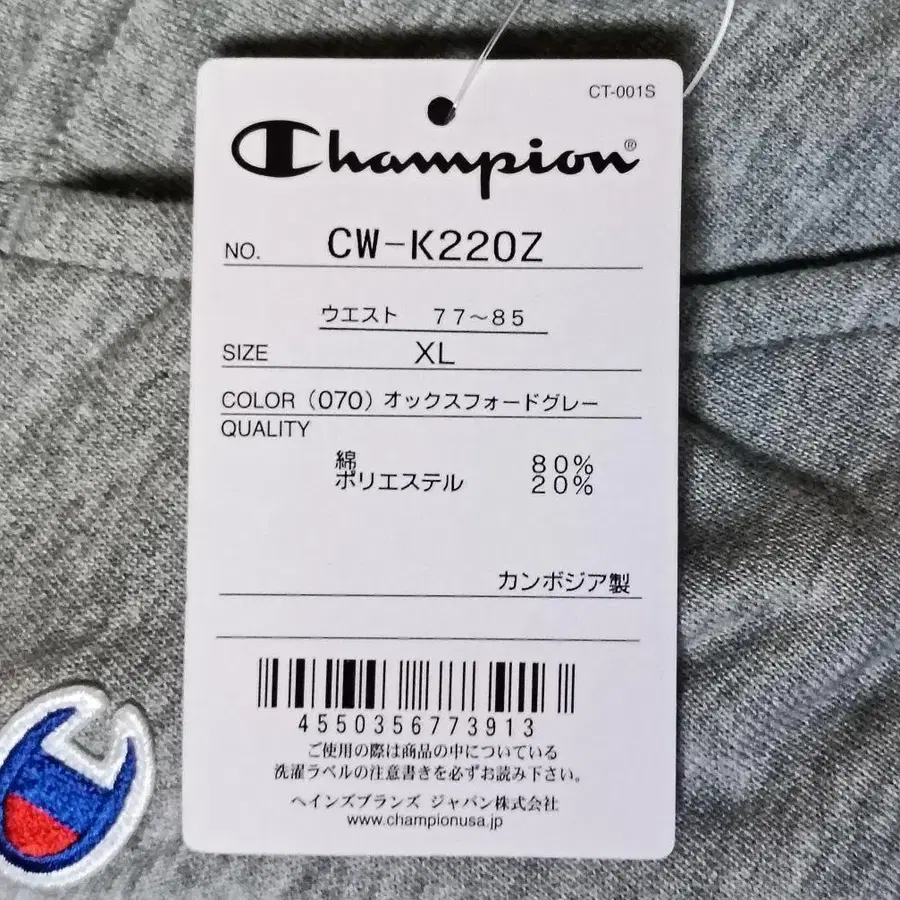 CT-001S
Champion®
NO. CW-K220Z
ウエスト 77～85
SIZE XL
COLOR (070) オックスフォードグレー
QUALITY
綿 80%
ポリエステル 20%
カンボジア製
4550356773913
ご使用の際は商品の中についている
洗濯ラベルの注意書きを必ずお読み下さい。
ヘインズブランズ ジャパン株式会社
www.championusa.jp